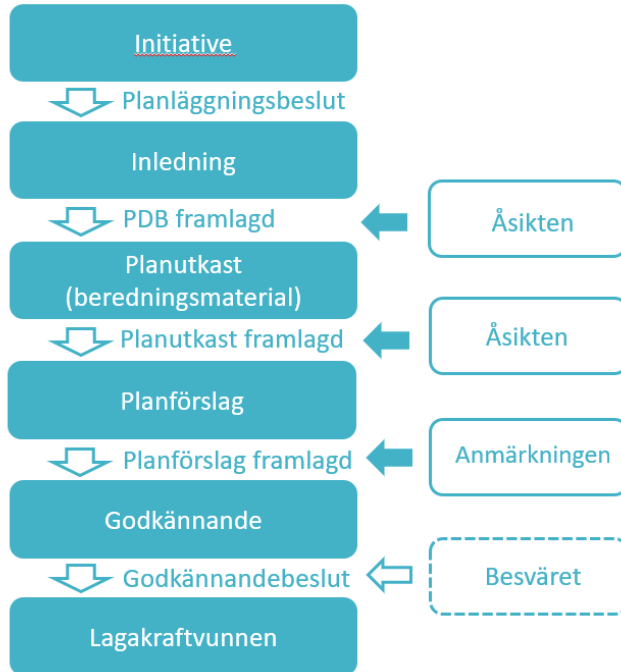 Initiative
Planläggningsbeslut
Inledning
PDB framlagd
Åsikten
Planutkast
(beredningsmaterial)
Planutkast framlagd
Åsikten
Planförslag
Planförslag framlagd
Anmärkningen
Godkännande
Godkännandebeslut
Besväret
Lagakraftvunnen